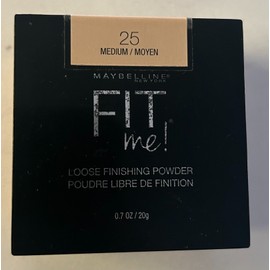 25
MEDIUM / MOYEN
MAYBELLINE
NEW YORK
FIT
me!
LOOSE FINISHING POWDER
POUDRE LIBRE DE FINITION
0.7 OZ / 20g